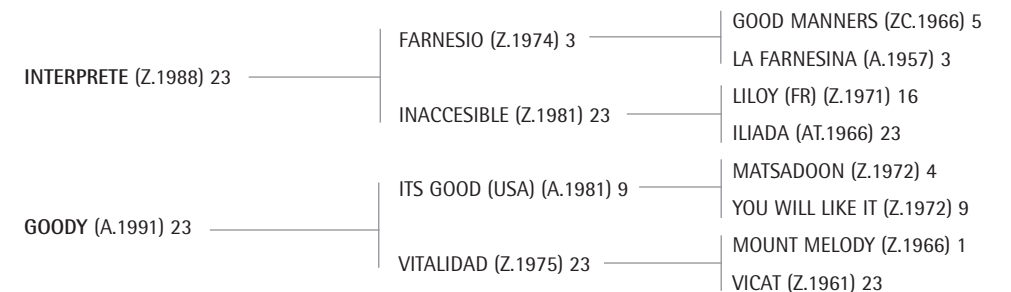 GOOD MANNERS (ZC.1966) 5
FARNESIO (Z.1974) 3
LA FARNESINA (A.1957) 3
INTERPRETE (Z.1988) 23
LILOY (FR) (Z.1971) 16
INACCESIBLE (Z.1981) 23
ILIADA (AT.1966) 23
MATSADOON (Z.1972) 4
ITS GOOD (USA) (A.1981) 9
YOU WILL LIKE IT (Z.1972) 9
GOODY (A.1991) 23
MOUNT MELODY (Z.1966) 1
VITALIDAD (Z.1975) 23
VICAT (Z.1961) 23